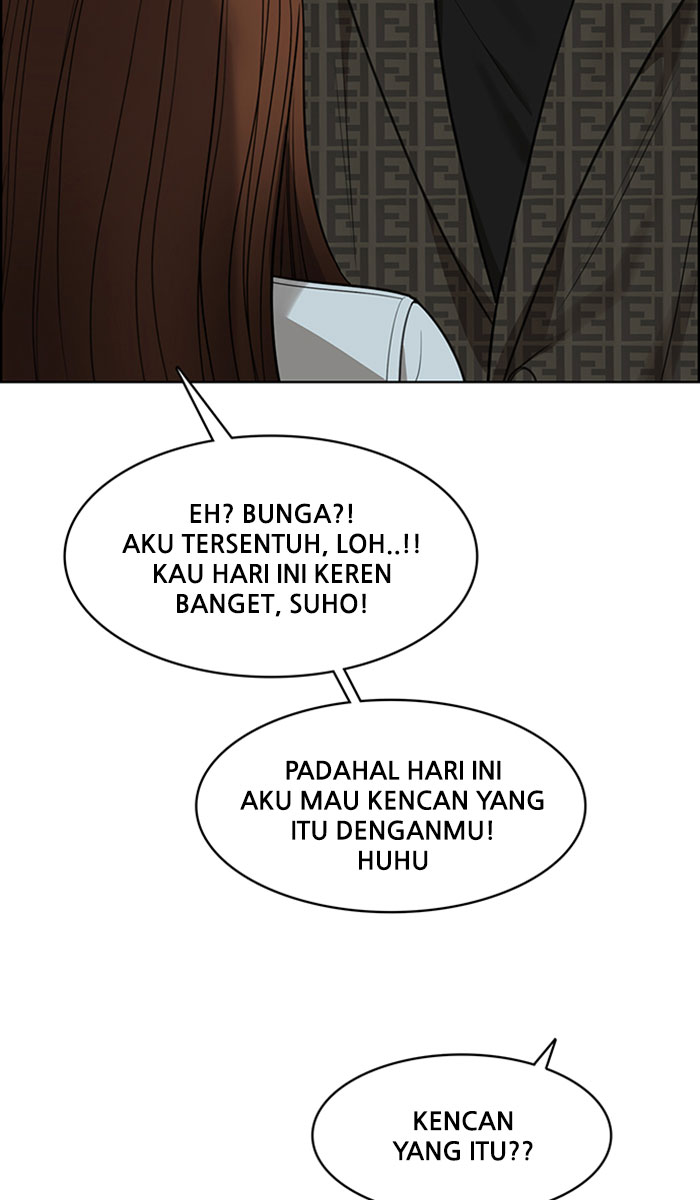 EH? BUNGA?!
AKU TERSENTUH, LOH..!!
KAU HARI INI KEREN
BANGET, SUHO!
PADAHAL HARI INI
AKU MAU KENCAN YANG
ITU DENGANMU!
HUHU
KENCAN
YANG ITU??